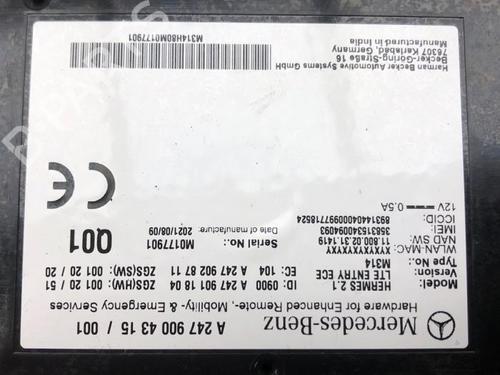 Mercedes-Benz
A 247 900 43 15 / 001
Hardware for Enhanced Remote-, Mobility- & Emergency Services
Model: HERMES 2.1
Version: LTE ENTRY ECE
Type No.: M314
WLAN-MAC: XXXXXXXXXXXX
NAD SW: 11.800.02.31.1419
IMEI: 358315340094093
ICCID: 89314404000997718524
12V 0.5A
ID: 0900 A 247 901 18 04 ZGS(HW) 001 20 / 51
EC: 104 A 247 902 87 11 ZGS(SW) 001 20 / 20
Serial No.: M0177901
Date of manufacture: 2021/08/09
Q01
CE
Harman Becker Automotive Systems GmbH
Becker-Göring-Straße 16
76307 Karlsbad, Germany
Manufactured in India
M314H80M0177901